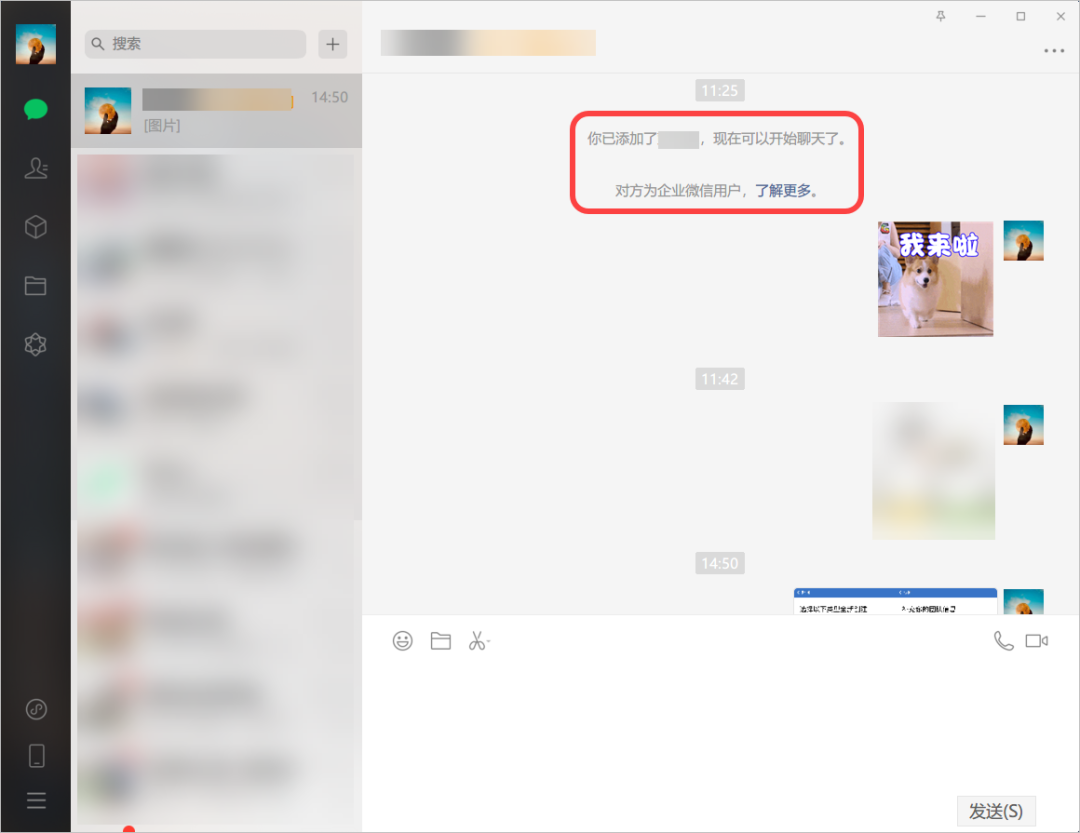 搜索
14:50
[图片]
11:25
你已添加了 ，现在可以开始聊天了。
对方为企业微信用户，了解更多。
我来啦
11:42
14:50
发送(S)